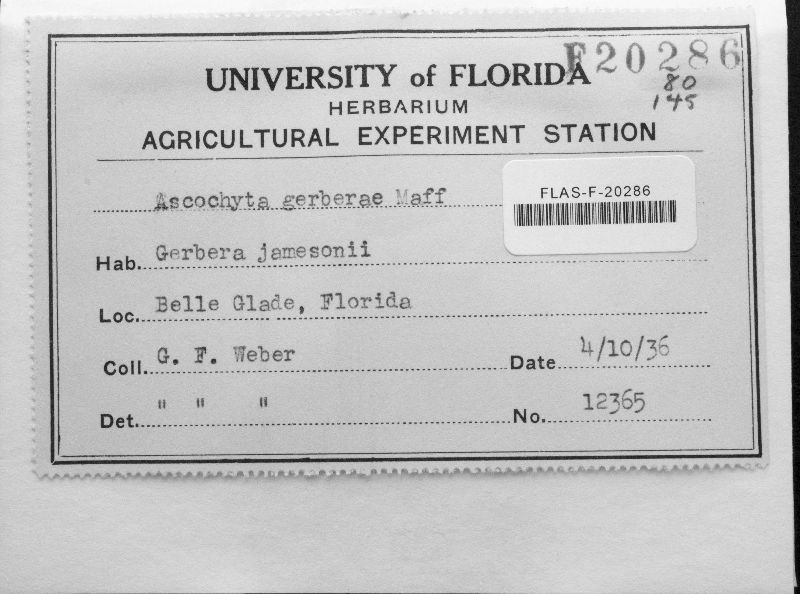 F20286
UNIVERSITY of FLORIDA
80
HERBARIUM
145
AGRICULTURAL EXPERIMENT STATION
Ascochyta gerberae Maff
FLAS-F-20286
Hab. Gerbera jamesonii
Loc. Belle Glade, Florida
Coll. G. F. Weber Date 4/10/36
Det. " " " No. 12365